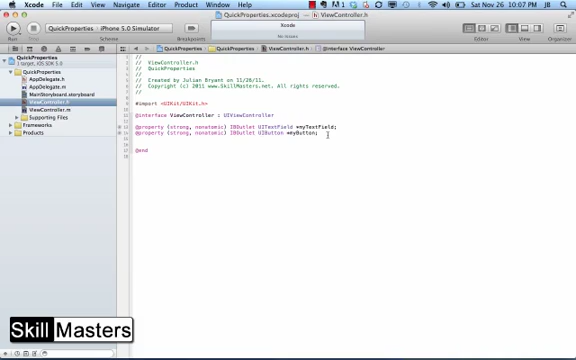 Xcode File Edit View Navigate Editor Product Window Help
Sat Nov 26 10:07 PM JB
QuickProperties.xcodeproj — ViewController.h
QuickProperties iPhone 5.0 Simulator
Xcode
No Issues
Run Stop Scheme Breakpoints Editor View Organizer
QuickProperties QuickProperties ViewController.h @interface ViewController
QuickProperties
1 target, iOS SDK 5.0
QuickProperties
AppDelegate.h
AppDelegate.m
MainStoryboard.storyboard
ViewController.h
ViewController.m
Supporting Files
Frameworks
Products
//
// ViewController.h
// QuickProperties
//
// Created by Julian Bryant on 11/26/11.
// Copyright (c) 2011 www.SkillMasters.net. All rights reserved.
//
#import <UIKit/UIKit.h>
@interface ViewController : UIViewController
@property (strong, nonatomic) IBOutlet UITextField *myTextField;
@property (strong, nonatomic) IBOutlet UIButton *myButton;
@end
Skill Masters